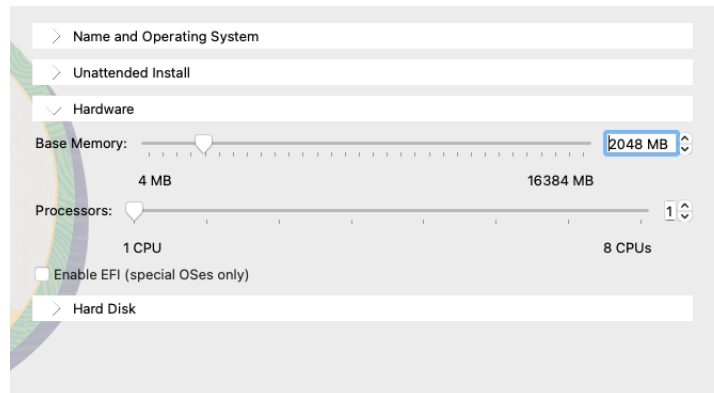 Name and Operating System
Unattended Install
Hardware
Base Memory: 2048 MB
4 MB 16384 MB
Processors: 1
1 CPU 8 CPUs
Enable EFI (special OSes only)
Hard Disk